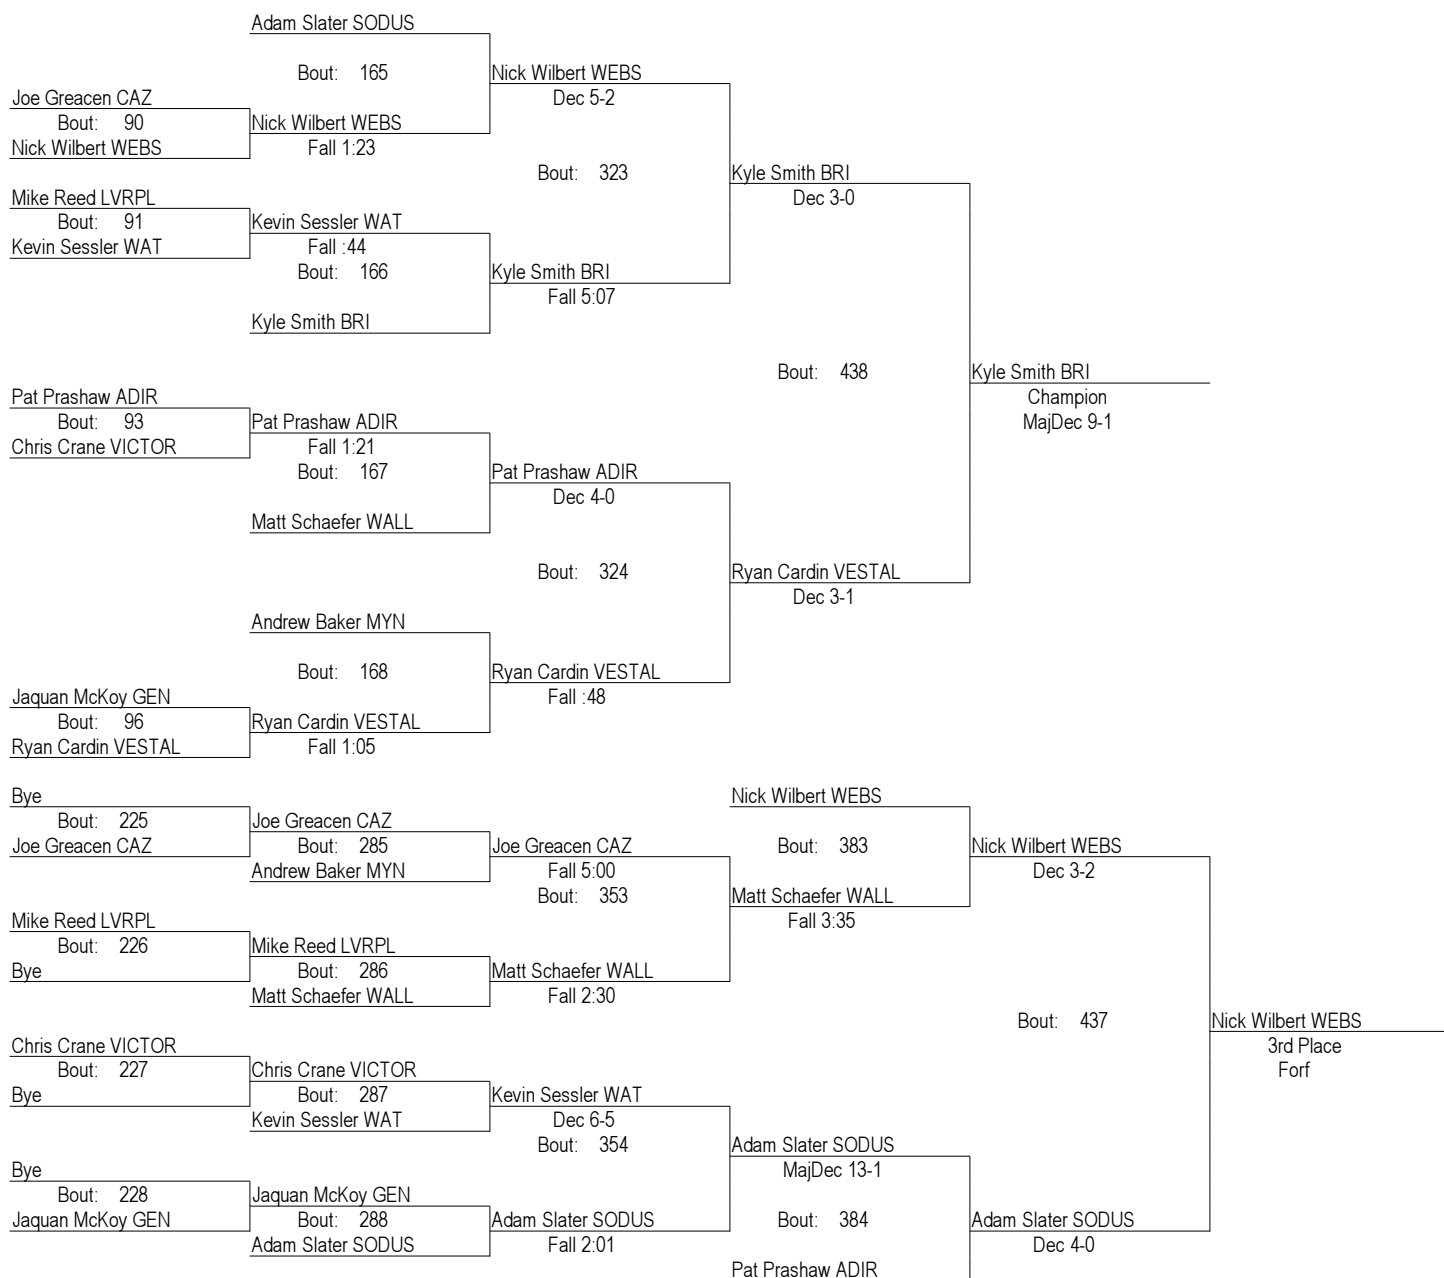 Adam Slater SODUS
Bout: 165
Nick Wilbert WEBS
Joe Greacen CAZ
Dec 5-2
Bout: 90
Nick Wilbert WEBS
Nick Wilbert WEBS
Fall 1:23
Bout: 323
Kyle Smith BRI
Mike Reed LVRPL
Dec 3-0
Bout: 91
Kevin Sessler WAT
Kevin Sessler WAT
Fall :44
Bout: 166
Kyle Smith BRI
Fall 5:07
Kyle Smith BRI
Bout: 438
Kyle Smith BRI
Pat Prashaw ADIR
Champion
Bout: 93
Pat Prashaw ADIR
MajDec 9-1
Chris Crane VICTOR
Fall 1:21
Bout: 167
Pat Prashaw ADIR
Dec 4-0
Matt Schaefer WALL
Bout: 324
Ryan Cardin VESTAL
Dec 3-1
Andrew Baker MYN
Bout: 168
Ryan Cardin VESTAL
Jaquan McKoy GEN
Fall :48
Bout: 96
Ryan Cardin VESTAL
Ryan Cardin VESTAL
Fall 1:05
Bye
Nick Wilbert WEBS
Bout: 225
Joe Greacen CAZ
Joe Greacen CAZ
Bout: 285
Joe Greacen CAZ
Bout: 383
Nick Wilbert WEBS
Andrew Baker MYN
Fall 5:00
Dec 3-2
Bout: 353
Matt Schaefer WALL
Mike Reed LVRPL
Fall 3:35
Bout: 226
Mike Reed LVRPL
Bye
Bout: 286
Matt Schaefer WALL
Matt Schaefer WALL
Fall 2:30
Bout: 437
Nick Wilbert WEBS
Chris Crane VICTOR
3rd Place
Bout: 227
Chris Crane VICTOR
Forf
Bye
Bout: 287
Kevin Sessler WAT
Kevin Sessler WAT
Dec 6-5
Bout: 354
Adam Slater SODUS
Bye
MajDec 13-1
Bout: 228
Jaquan McKoy GEN
Jaquan McKoy GEN
Bout: 288
Adam Slater SODUS
Bout: 384
Adam Slater SODUS
Adam Slater SODUS
Fall 2:01
Dec 4-0
Pat Prashaw ADIR